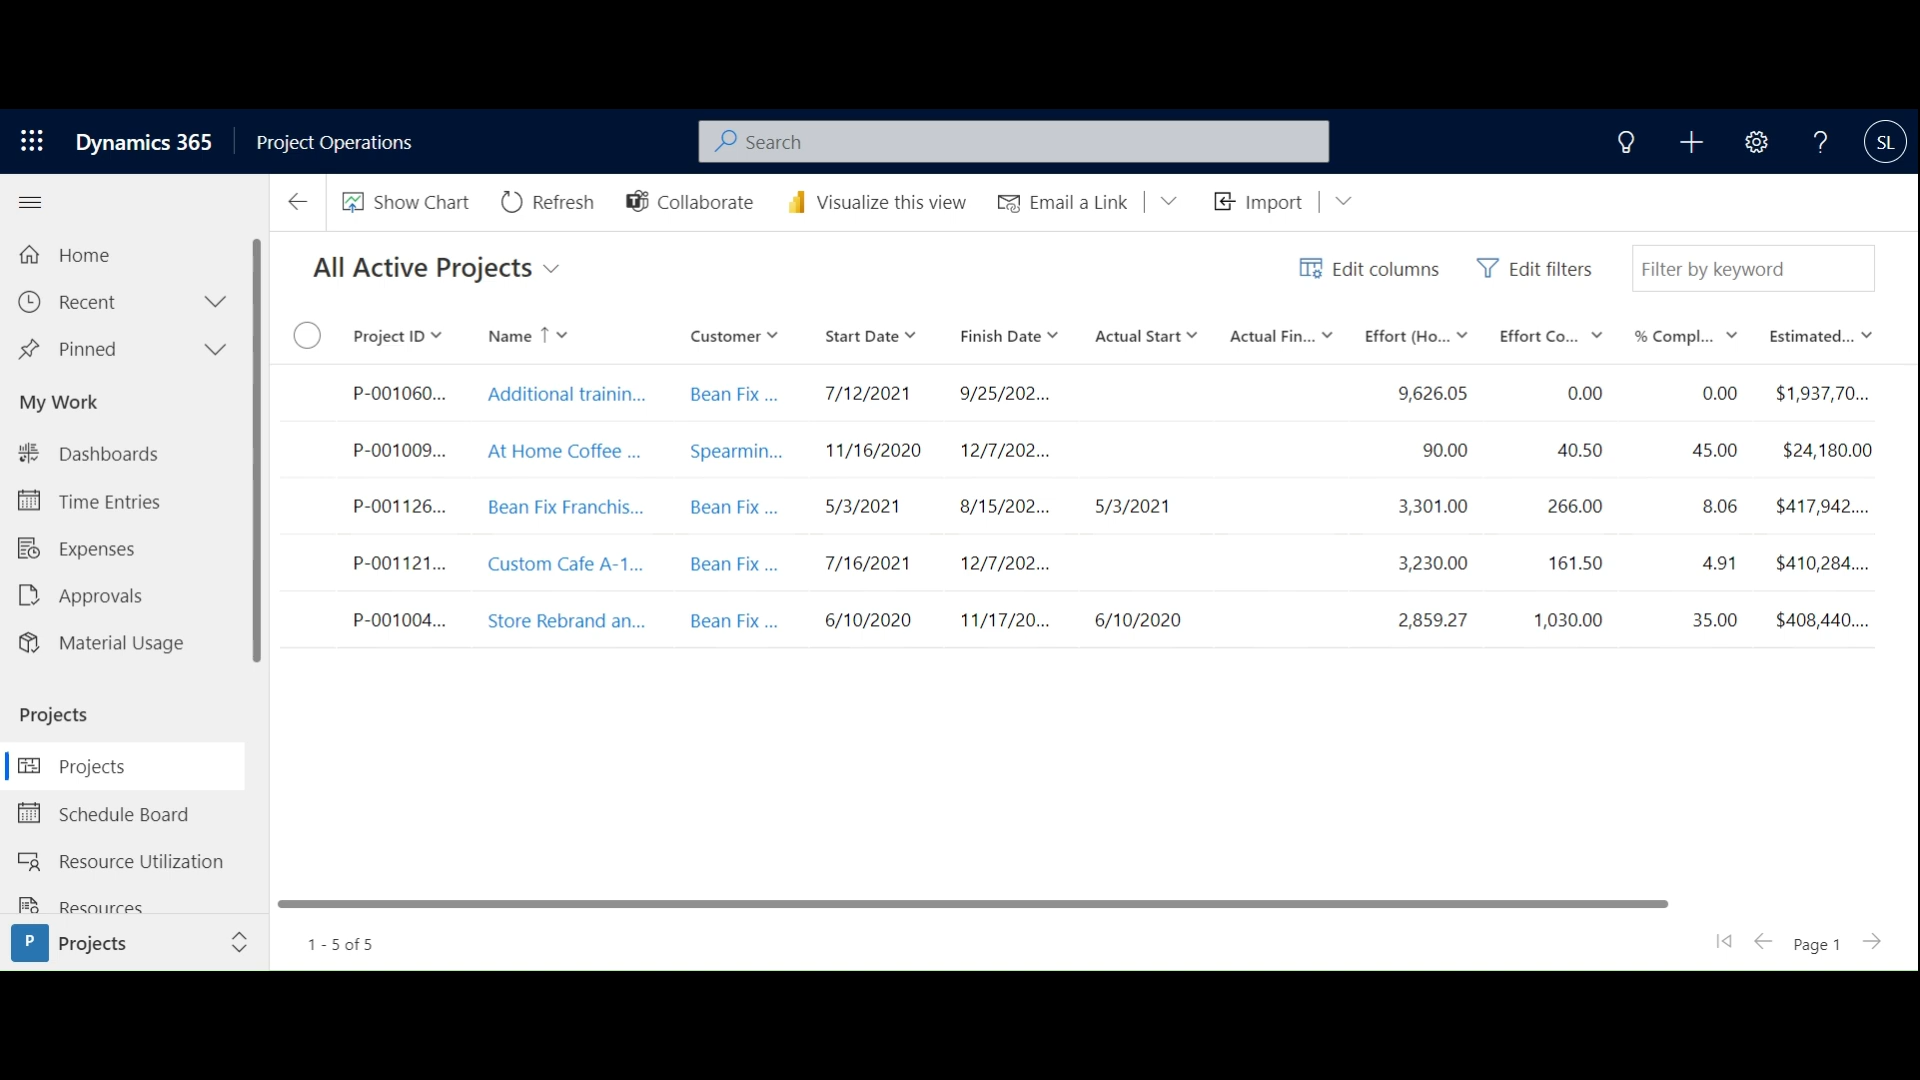 Dynamics 365 Project Operations Search SL
Show Chart Refresh Collaborate Visualize this view Email a Link Import
Home
Recent
Pinned
My Work
Dashboards
Time Entries
Expenses
Approvals
Material Usage
Projects
Projects
Schedule Board
Resource Utilization
Resources
P Projects
All Active Projects Edit columns Edit filters Filter by keyword
Project ID Name Customer Start Date Finish Date Actual Start Actual Fin... Effort (Ho... Effort Co... % Compl... Estimated...
P-001060... Additional trainin... Bean Fix ... 7/12/2021 9/25/202... 9,626.05 0.00 0.00 $1,937,70...
P-001009... At Home Coffee ... Spearmin... 11/16/2020 12/7/202... 90.00 40.50 45.00 $24,180.00
P-001126... Bean Fix Franchis... Bean Fix ... 5/3/2021 8/15/202... 5/3/2021 3,301.00 266.00 8.06 $417,942....
P-001121... Custom Cafe A-1... Bean Fix ... 7/16/2021 12/7/202... 3,230.00 161.50 4.91 $410,284....
P-001004... Store Rebrand an... Bean Fix ... 6/10/2020 11/17/20... 6/10/2020 2,859.27 1,030.00 35.00 $408,440....
1 - 5 of 5 Page 1